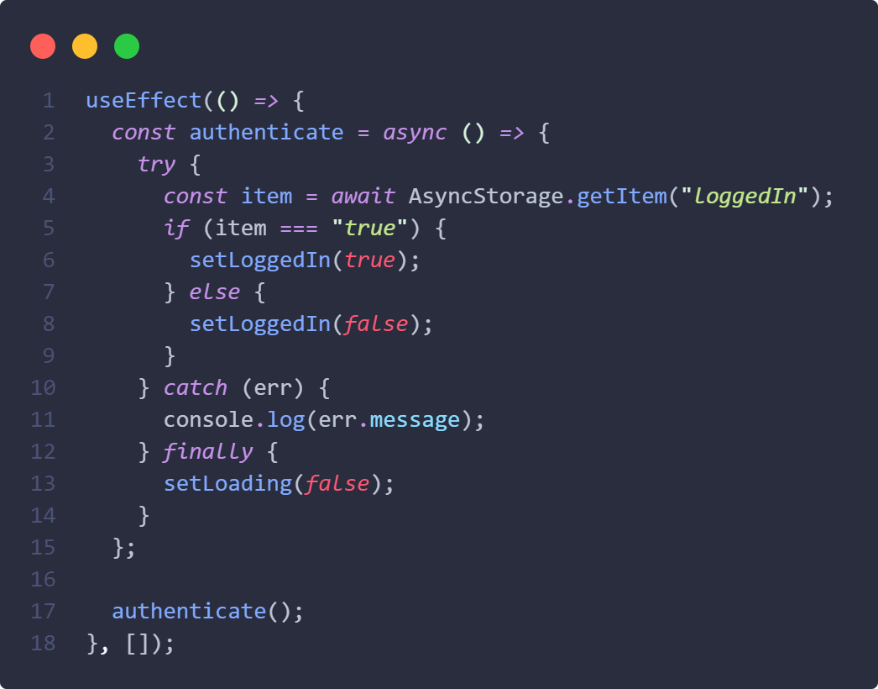 1 useEffect(() => {
2   const authenticate = async () => {
3     try {
4       const item = await AsyncStorage.getItem("loggedIn");
5       if (item === "true") {
6         setLoggedIn(true);
7       } else {
8         setLoggedIn(false);
9       }
10     } catch (err) {
11       console.log(err.message);
12     } finally {
13       setLoading(false);
14     }
15   };
16
17   authenticate();
18 }, []);